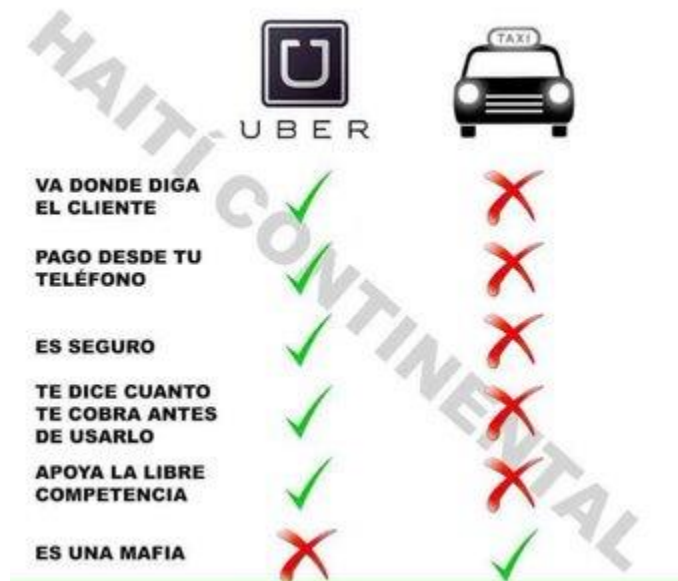 HAITÍ CONTINENTAL
U
TAXI
UBER
VA DONDE DIGA
EL CLIENTE
PAGO DESDE TU
TELÉFONO
ES SEGURO
TE DICE CUANTO
TE COBRA ANTES
DE USARLO
APOYA LA LIBRE
COMPETENCIA
ES UNA MAFIA